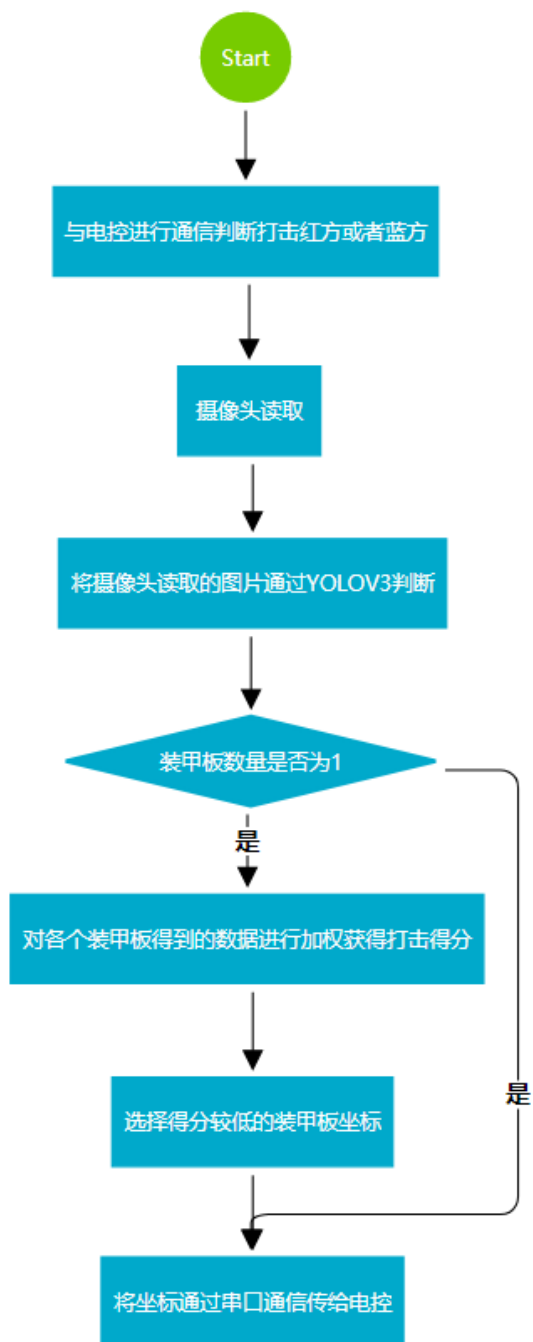 Start
与电控进行通信判断打击红方或者蓝方
摄像头读取
将摄像头读取的图片通过YOLOV3判断
装甲板数量是否为1
是
对各个装甲板得到的数据进行加权获得打击得分
是
选择得分较低的装甲板坐标
将坐标通过串口通信传给电控